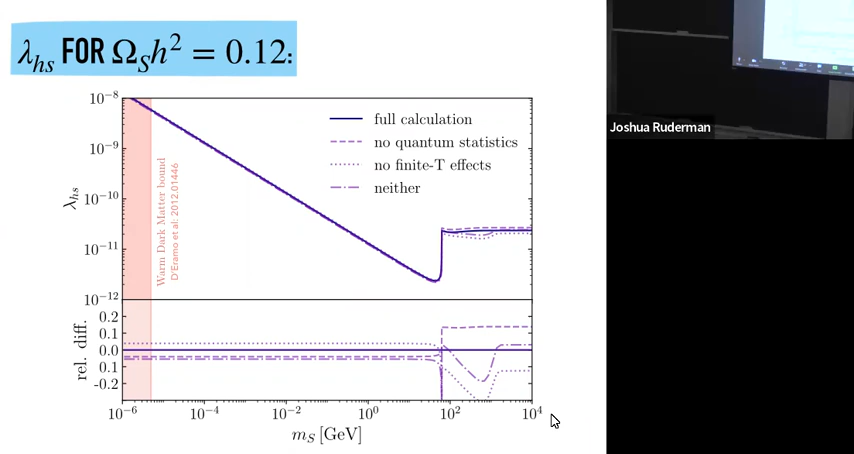 λhs FOR ΩSh² = 0.12:
10⁻⁸
10⁻⁹
10⁻¹⁰
10⁻¹¹
10⁻¹²
λhs
full calculation
no quantum statistics
no finite-T effects
neither
Warm Dark Matter bound
D'Eramo et al: 2012.01446
0.2
0.1
0.0
0.1
-0.2
rel. diff.
10⁻⁶
10⁻⁴
10⁻²
10⁰
10²
10⁴
mS [GeV]
Joshua Ruderman